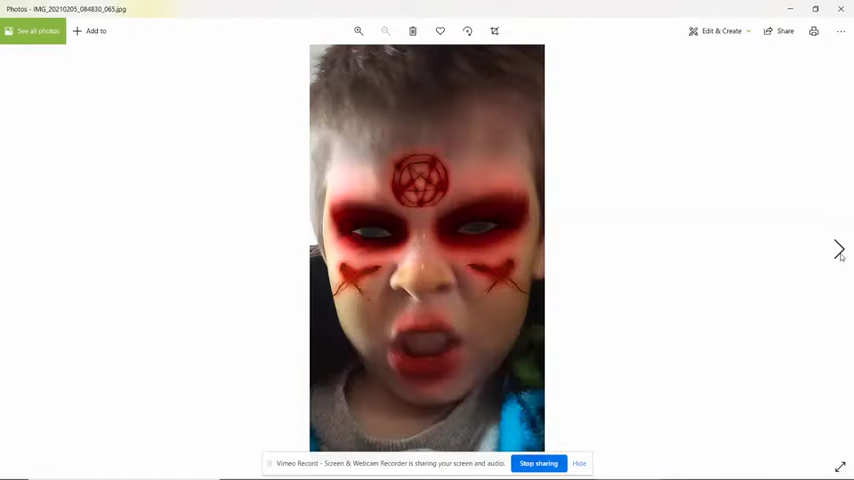 Photos - IMG_20210205_084830_065.jpg
See all photos
Add to
Edit & Create
Share
Vimeo Record - Screen & Webcam Recorder is sharing your screen and audio.
Stop sharing
Hide